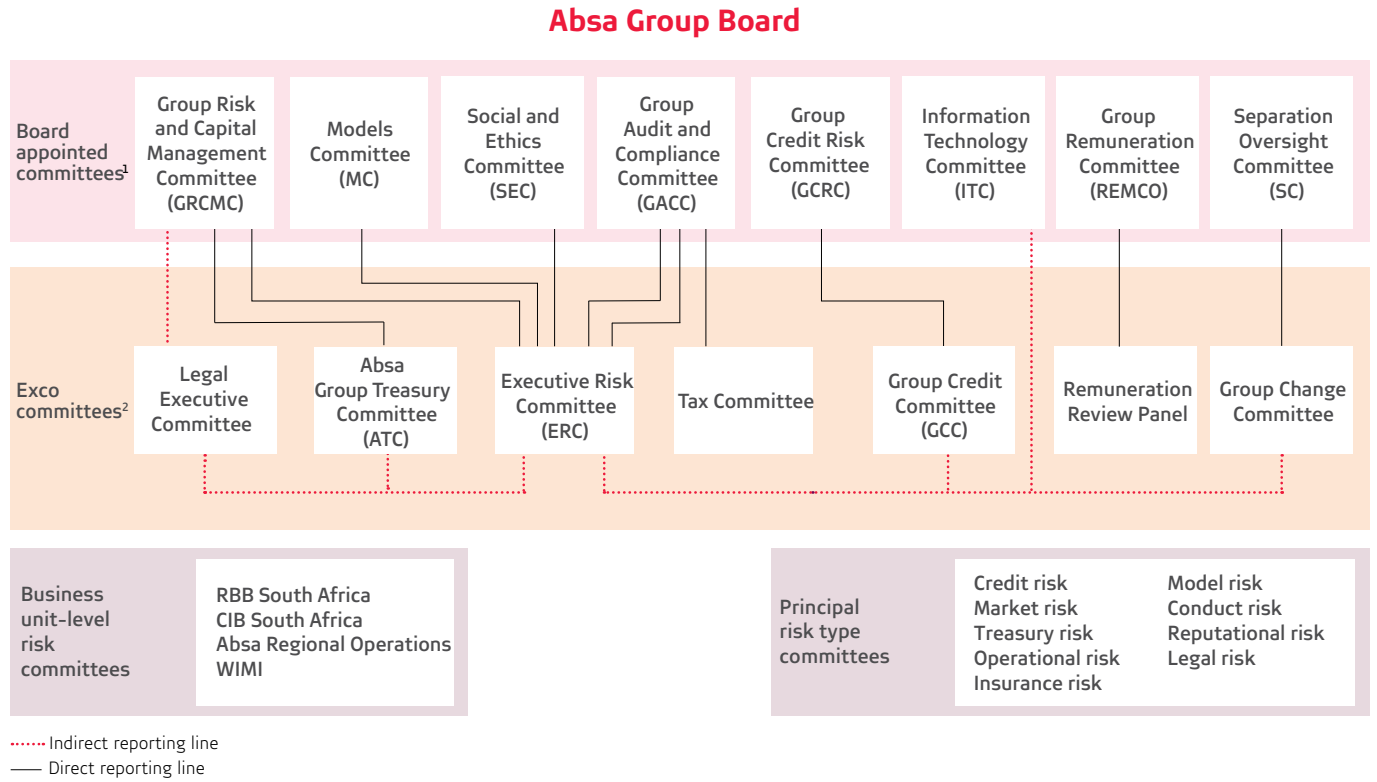 Absa Group Board
Board
appointed
committees¹
Group Risk
and Capital
Management
Committee
(GRCMC)
Models
Committee
(MC)
Social and
Ethics
Committee
(SEC)
Group
Audit and
Compliance
Committee
(GACC)
Group
Credit Risk
Committee
(GCRC)
Information
Technology
Committee
(ITC)
Group
Remuneration
Committee
(REMCO)
Separation
Oversight
Committee
(SC)
Exco
committees²
Legal
Executive
Committee
Absa
Group Treasury
Committee
(ATC)
Executive Risk
Committee
(ERC)
Tax Committee
Group Credit
Committee
(GCC)
Remuneration
Review Panel
Group Change
Committee
Business
unit-level
risk
committees
RBB South Africa
CIB South Africa
Absa Regional Operations
WIMI
Principal
risk type
committees
Credit risk
Market risk
Treasury risk
Operational risk
Insurance risk
Model risk
Conduct risk
Reputational risk
Legal risk
Indirect reporting line
Direct reporting line